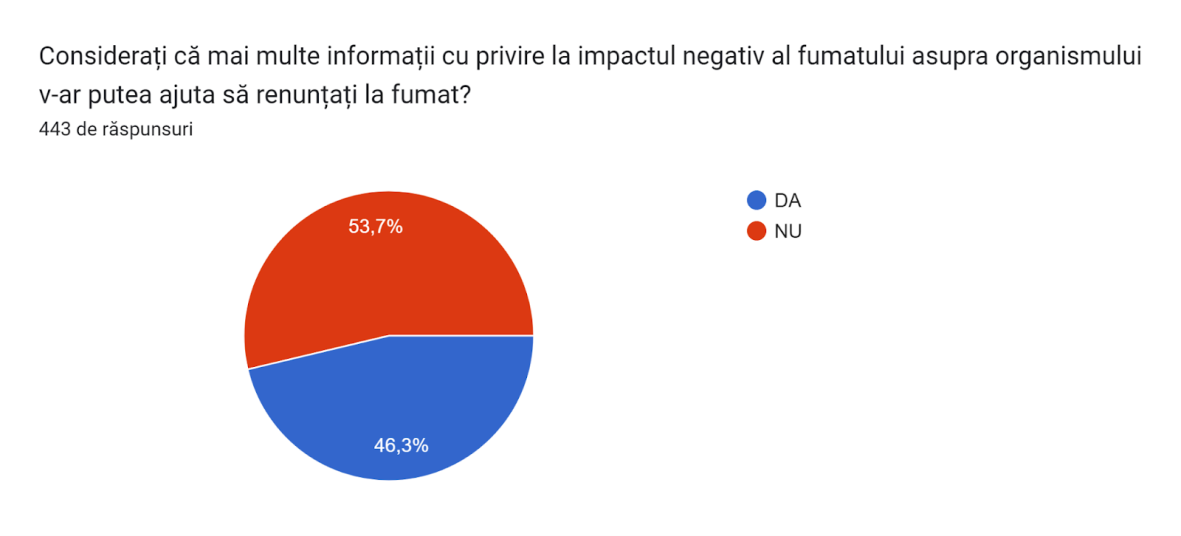 Considerați că mai multe informații cu privire la impactul negativ al fumatului asupra organismului
v-ar putea ajuta să renunțați la fumat?
443 de răspunsuri
53,7%
46,3%
DA
NU